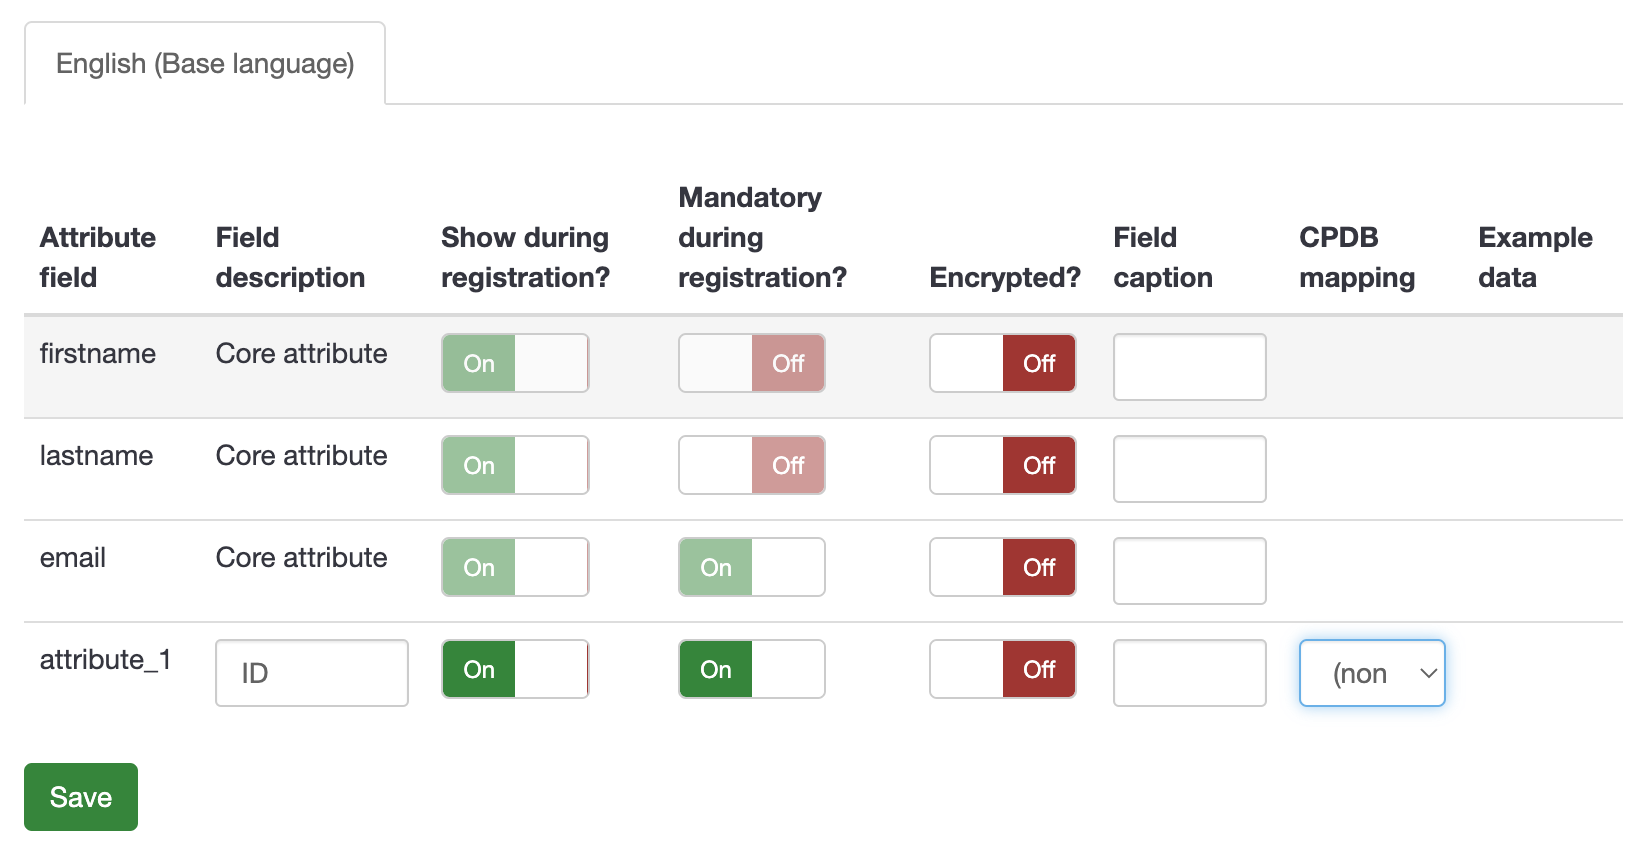 English (Base language)
Attribute field
Field description
Show during registration?
Mandatory during registration?
Encrypted?
Field caption
CPDB mapping
Example data
firstname Core attribute On Off Off
lastname Core attribute On Off Off
email Core attribute On On Off
attribute_1 ID On On Off (non
Save